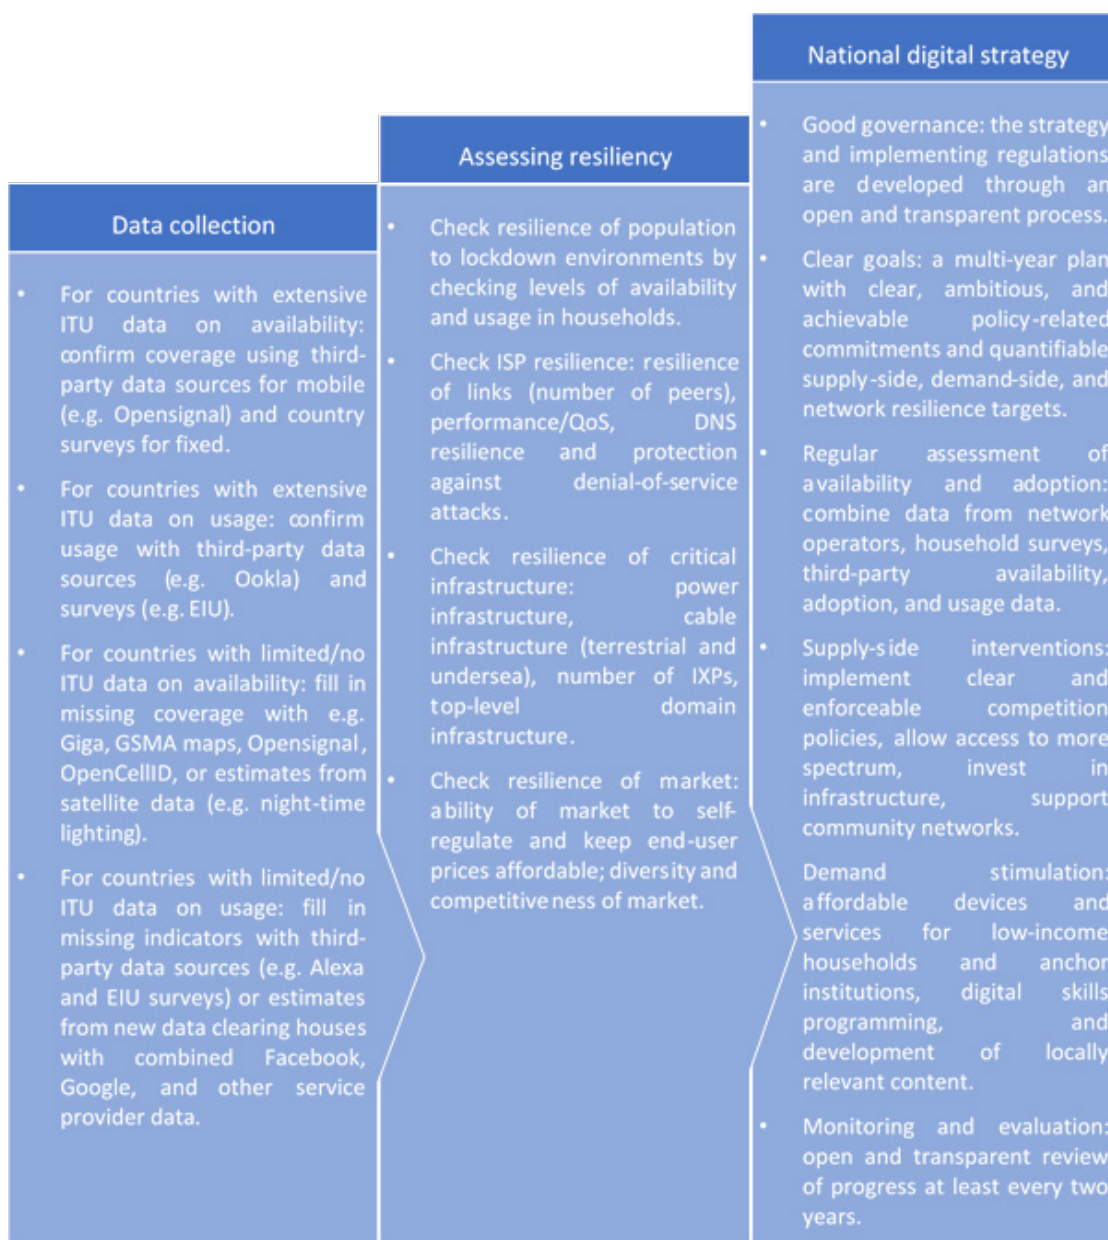 Data collection
• For countries with extensive
ITU data on availability:
confirm coverage using third-
party data sources for mobile
(e.g. Opensignal) and country
surveys for fixed.
• For countries with extensive
ITU data on usage: confirm
usage with third-party data
sources (e.g. Ookla) and
surveys (e.g. EIU).
• For countries with limited/no
ITU data on availability: fill in
missing coverage with e.g.
Giga, GSMA maps, Opensignal,
OpenCellID, or estimates from
satellite data (e.g. night-time
lighting).
• For countries with limited/no
ITU data on usage: fill in
missing indicators with third-
party data sources (e.g. Alexa
and EIU surveys) or estimates
from new data clearing houses
with combined Facebook,
Google, and other service
provider data.
Assessing resiliency
• Check resilience of population
to lockdown environments by
checking levels of availability
and usage in households.
• Check ISP resilience: resilience
of links (number of peers),
performance/QoS, DNS
resilience and protection
against denial-of-service
attacks.
• Check resilience of critical
infrastructure: power
infrastructure, cable
infrastructure (terrestrial and
undersea), number of IXPs,
top-level domain
infrastructure.
• Check resilience of market:
ability of market to self-
regulate and keep end-user
prices affordable; diversity and
competitiveness of market.
National digital strategy
• Good governance: the strategy
and implementing regulations
are developed through an
open and transparent process.
• Clear goals: a multi-year plan
with clear, ambitious, and
achievable policy-related
commitments and quantifiable
supply-side, demand-side, and
network resilience targets.
• Regular assessment of
availability and adoption:
combine data from network
operators, household surveys,
third-party availability,
adoption, and usage data.
• Supply-side interventions:
implement clear and
enforceable competition
policies, allow access to more
spectrum, invest in
infrastructure, support
community networks.
Demand stimulation:
affordable devices and
services for low-income
households and anchor
institutions, digital skills
programming, and
development of locally
relevant content.
• Monitoring and evaluation:
open and transparent review
of progress at least every two
years.